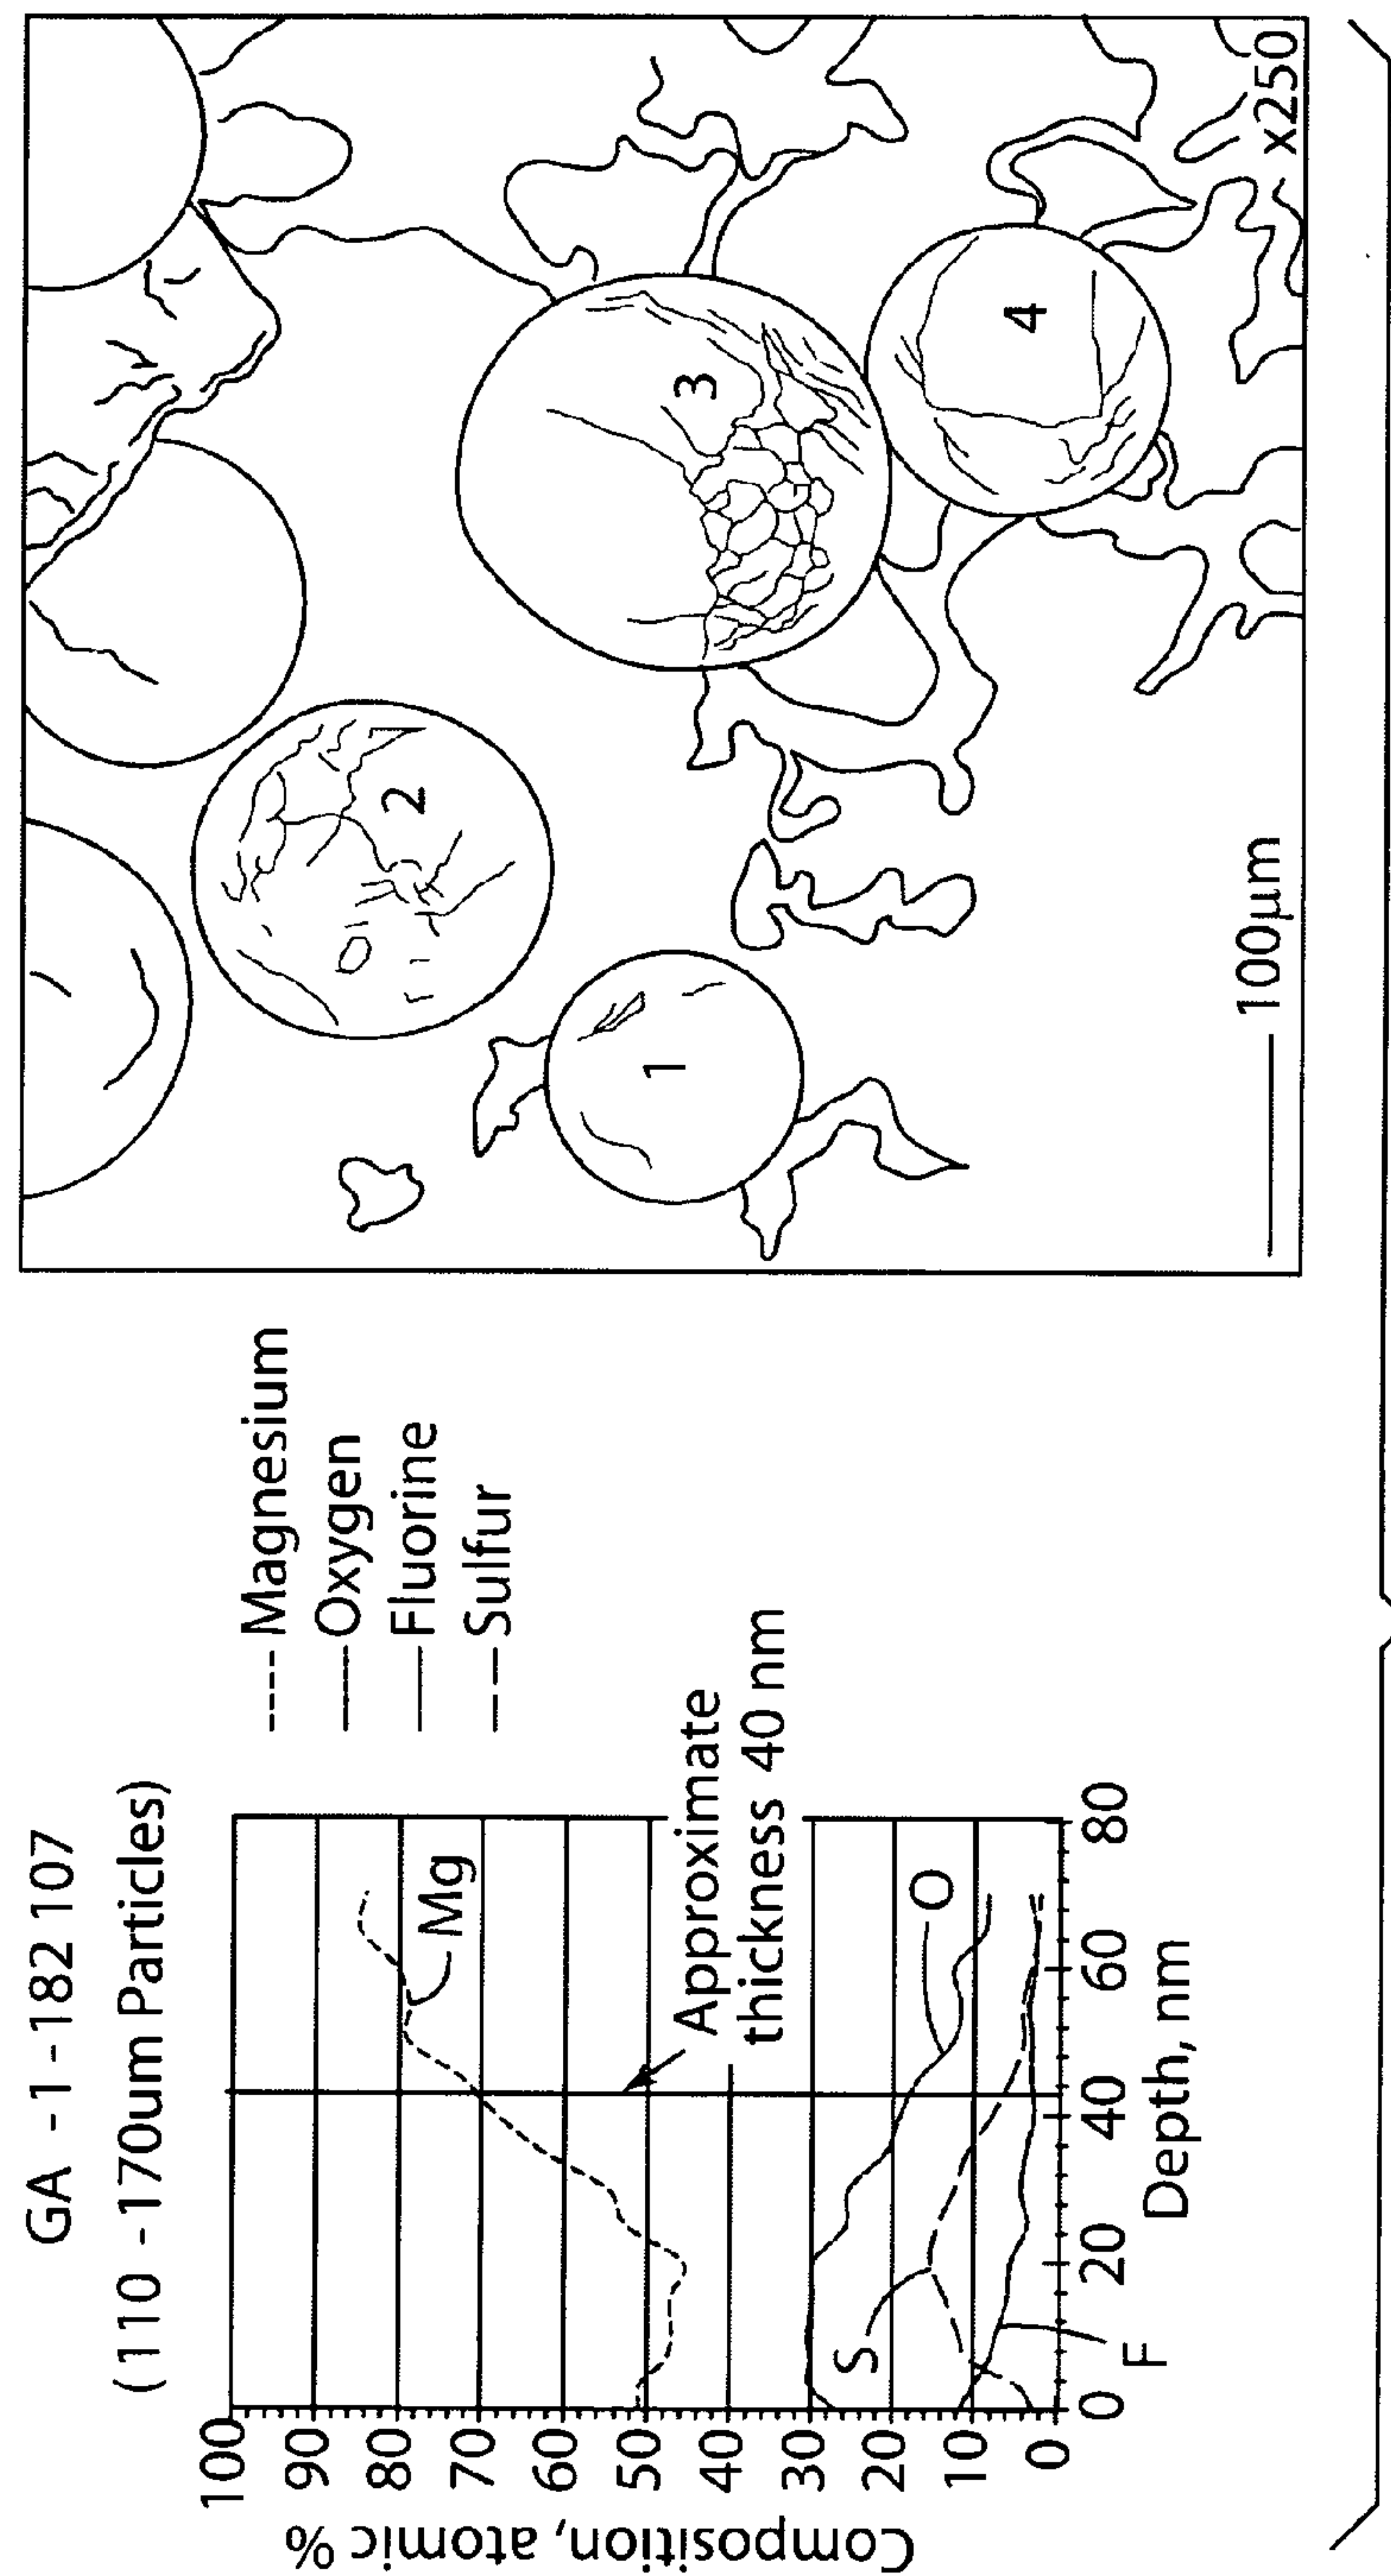 GA - 1 - 182 107
(110 - 170um Particles)
Magnesium
Oxygen
Fluorine
Sulfur
Composition, atomic %
100
90
80
70
60
50
40
30
20
10
0
Mg
Approximate
thickness 40 nm
S
O
F
0
20
40
60
80
Depth, nm
1
2
3
4
100μm
x250